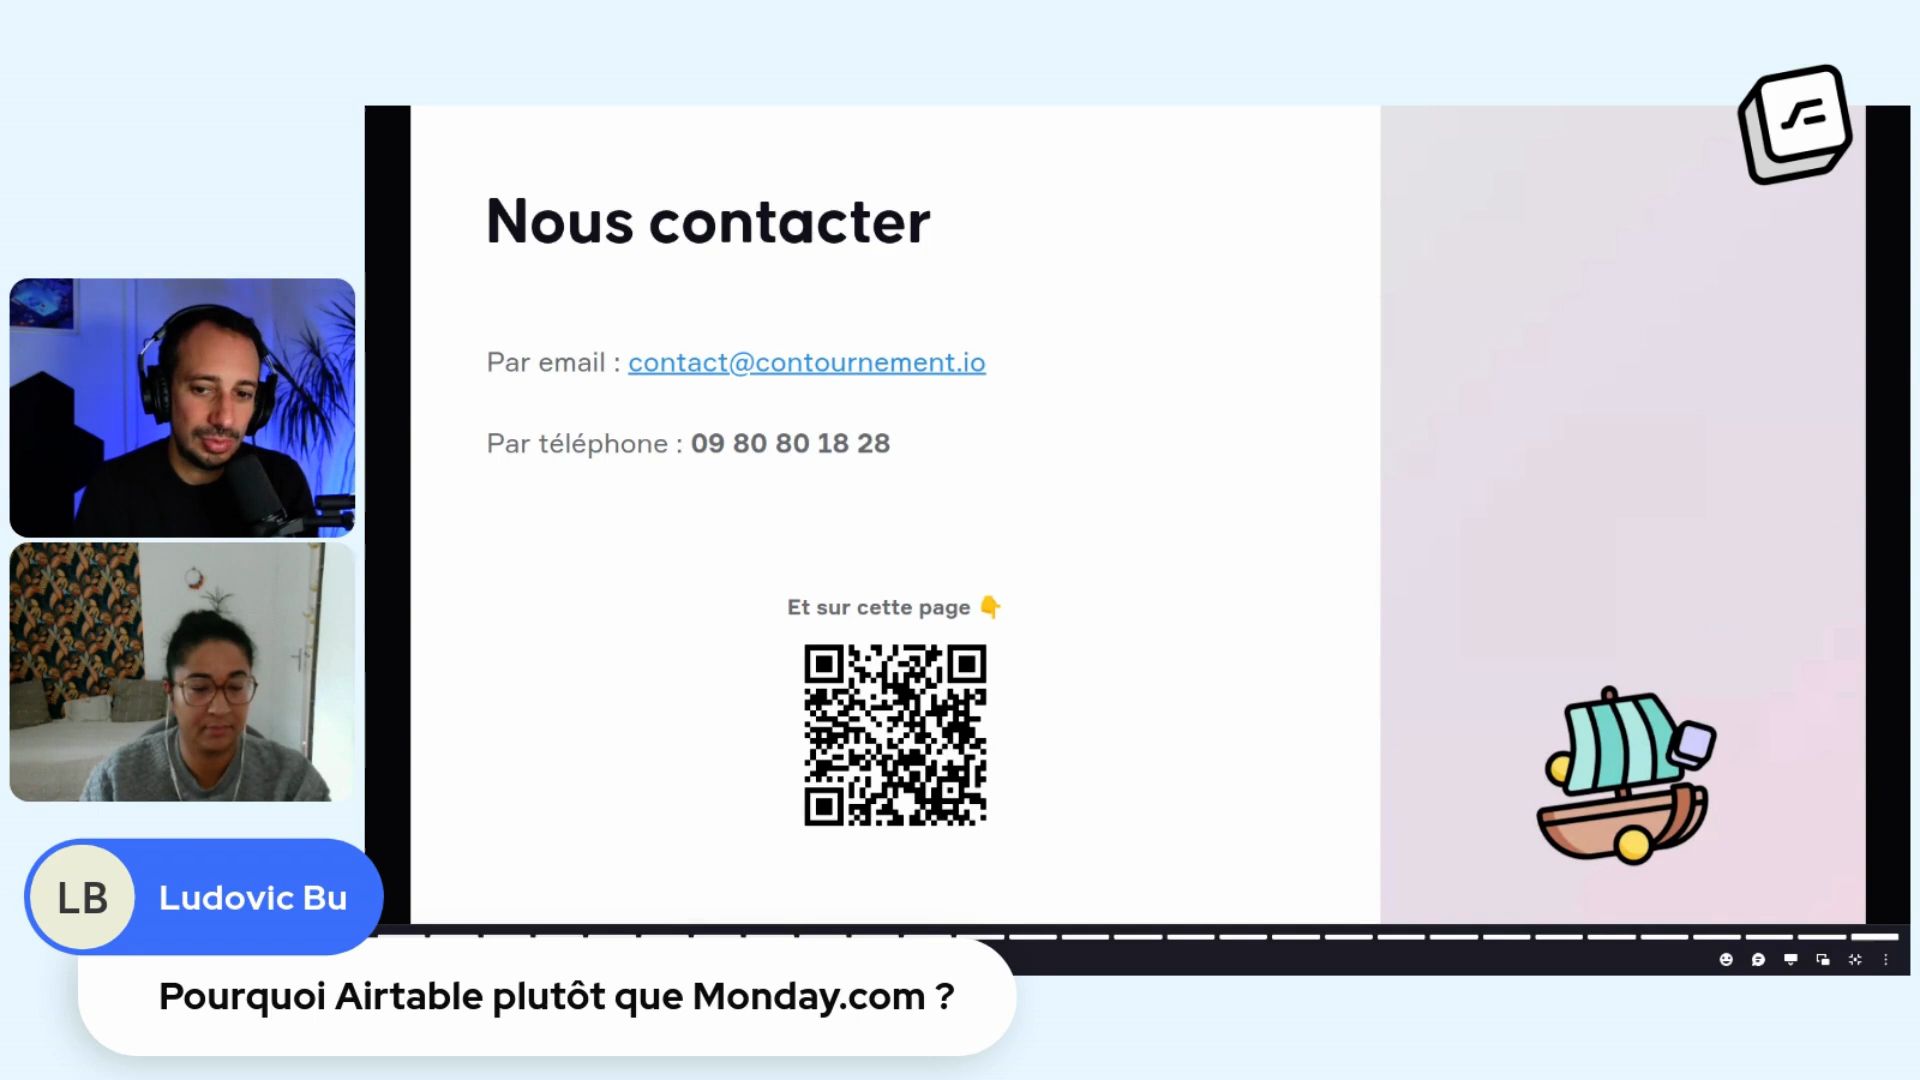 Nous contacter
Par email : contact@contournement.io
Par téléphone : 09 80 80 18 28
Et sur cette page
LB
Ludovic Bu
Pourquoi Airtable plutôt que Monday.com ?